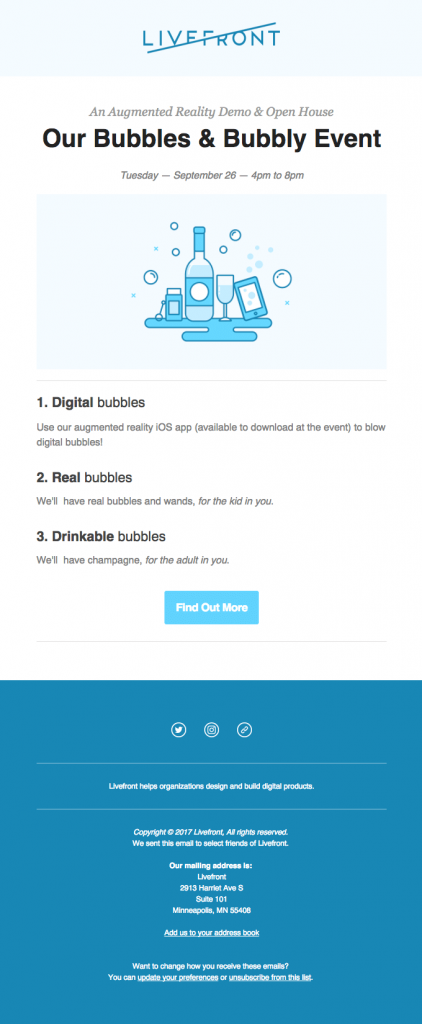 LIVEFRONT
An Augmented Reality Demo & Open House
Our Bubbles & Bubbly Event
Tuesday — September 26 — 4pm to 8pm
1. Digital bubbles
Use our augmented reality iOS app (available to download at the event) to blow
digital bubbles!
2. Real bubbles
We'll  have real bubbles and wands, for the kid in you.
3. Drinkable bubbles
We'll  have champagne, for the adult in you.
Find Out More
Livefront helps organizations design and build digital products.
Copyright © 2017 Livefront, All rights reserved.
We sent this email to select friends of Livefront.
Our mailing address is:
Livefront
2913 Harriet Ave S
Suite 101
Minneapolis, MN 55408
Add us to your address book
Want to change how you receive these emails?
You can update your preferences or unsubscribe from this list.